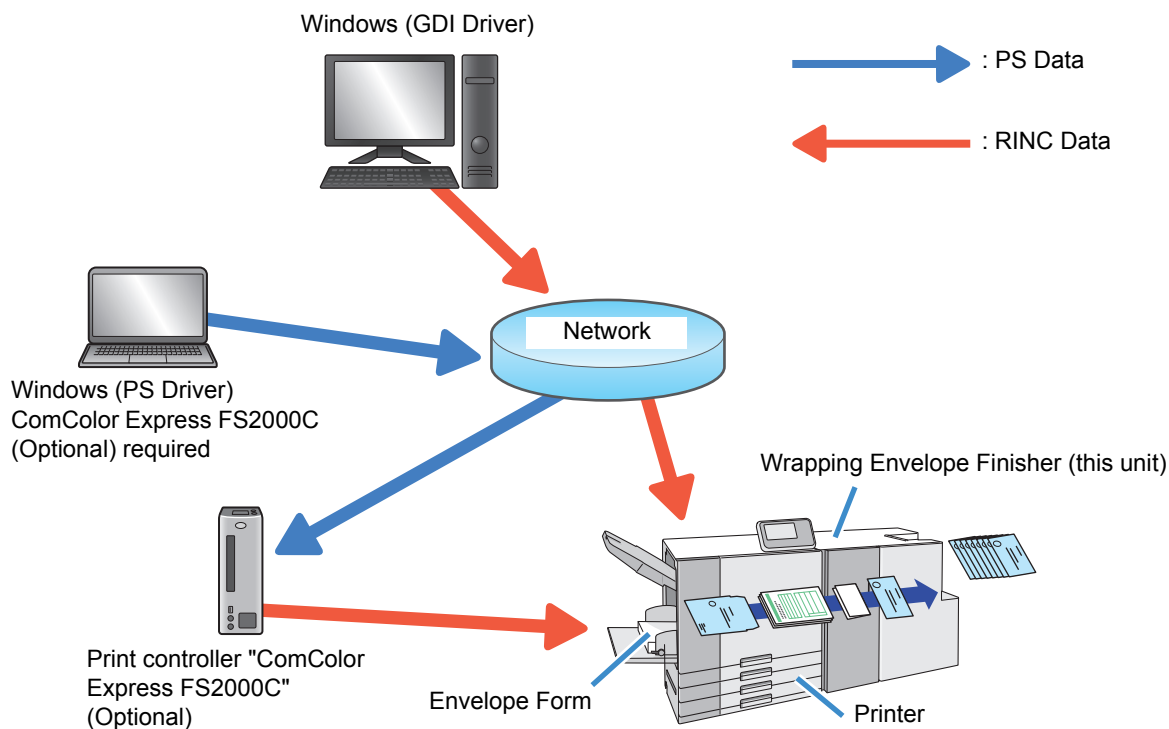 Windows (GDI Driver)
: PS Data
: RINC Data
Network
Windows (PS Driver)
ComColor Express FS2000C
(Optional) required
Wrapping Envelope Finisher (this unit)
Print controller "ComColor
Express FS2000C"
(Optional)
Envelope Form
Printer